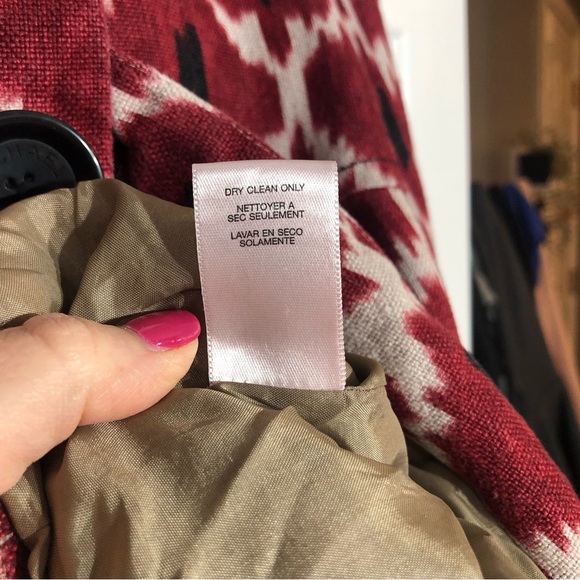 DRY CLEAN ONLY
NETTOYER A
SEC SEULEMENT
LAVAR EN SECO
SOLAMENTE